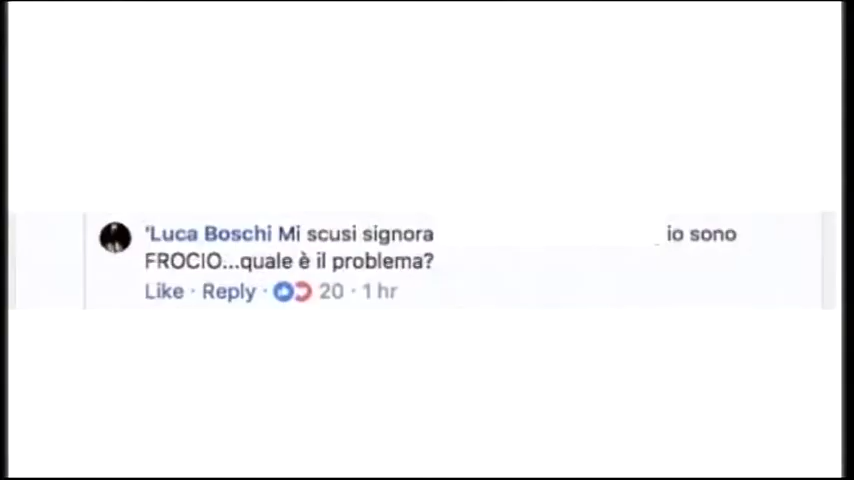 'Luca Boschi Mi scusi signora io sono
FROCIO...quale è il problema?
Like · Reply · 20 · 1 hr